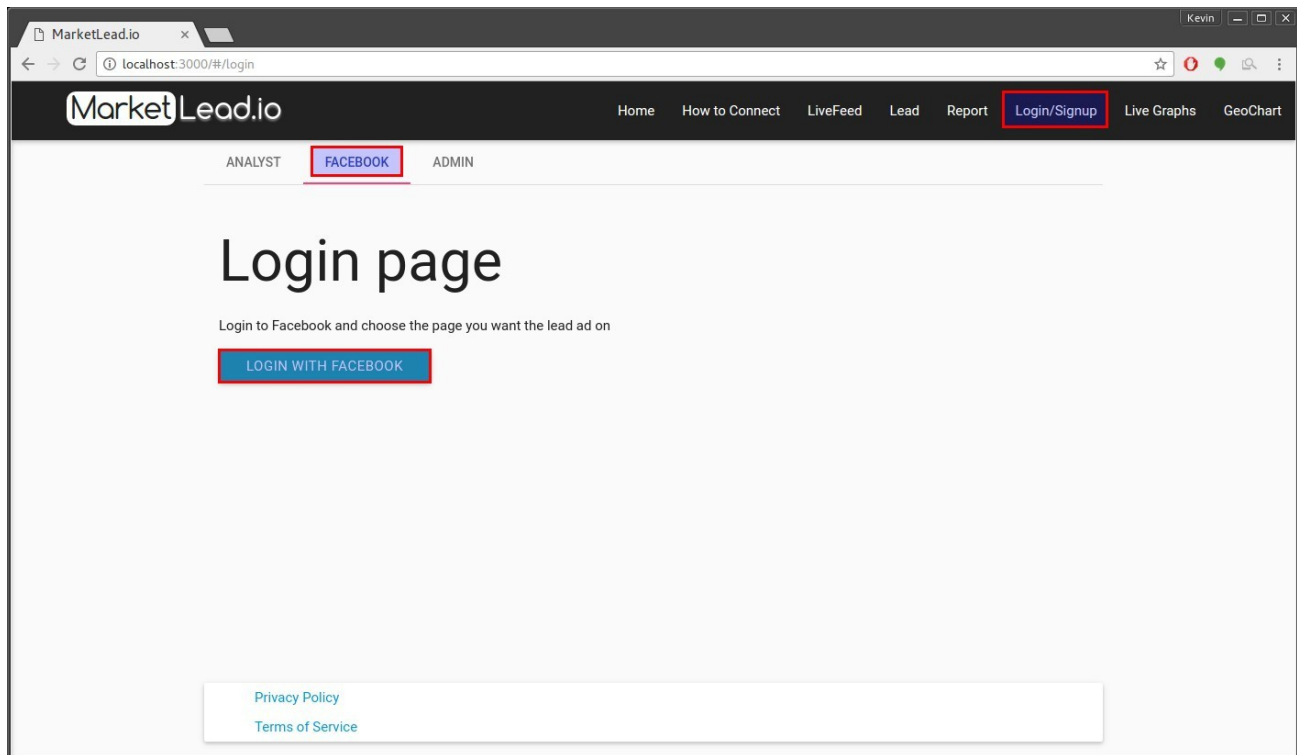 Kevin
MarketLead.io
localhost:3000/#/login
MarketLead.io
Home How to Connect LiveFeed Lead Report Login/Signup Live Graphs GeoChart
ANALYST FACEBOOK ADMIN
Login page
Login to Facebook and choose the page you want the lead ad on
LOGIN WITH FACEBOOK
Privacy Policy
Terms of Service